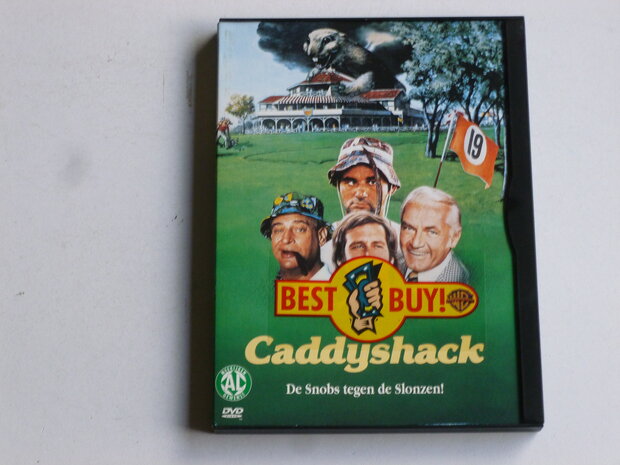 19
BEST BUY!
Caddyshack
De Snobs tegen de Slonzen!
AL
DVD